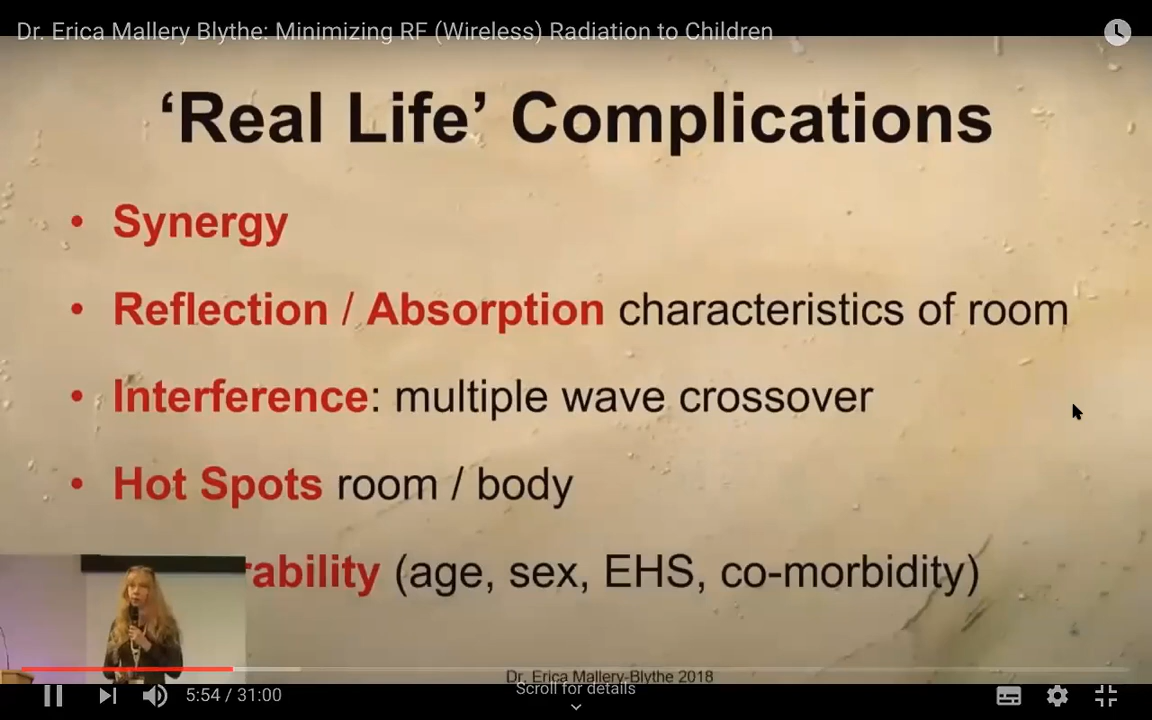 Dr. Erica Mallery Blythe: Minimizing RF (Wireless) Radiation to Children
‘Real Life’ Complications
• Synergy
• Reflection / Absorption characteristics of room
• Interference: multiple wave crossover
• Hot Spots room / body
rability (age, sex, EHS, co-morbidity)
Dr. Erica Mallery-Blythe 2018
Scroll for details
5:54 / 31:00